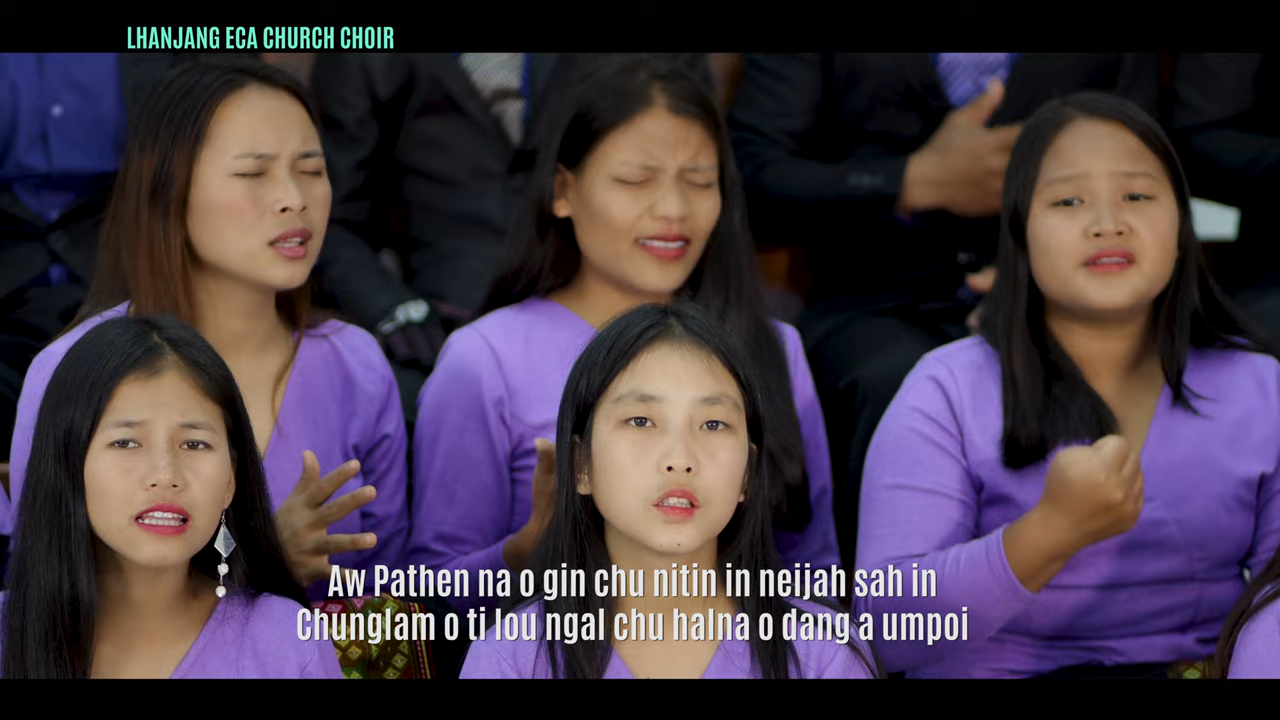 LHANJANG ECA CHURCH CHOIR
Aw Pathen na o gin chu nitin in neijah sah in
Chunglam o ti lou ngal chu halna o dang a umpoi